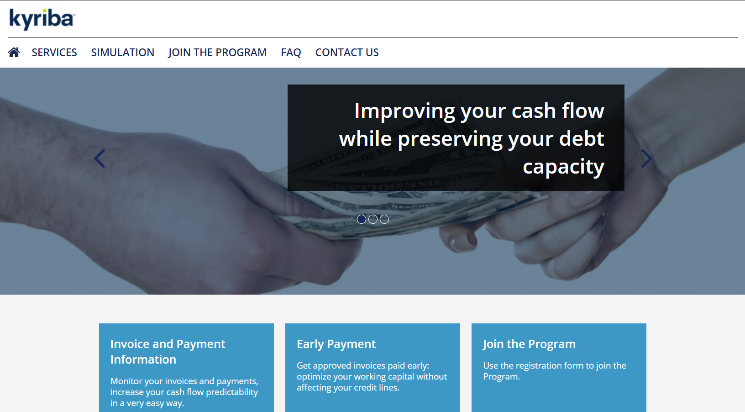 kyriba
SERVICES SIMULATION JOIN THE PROGRAM FAQ CONTACT US
Improving your cash flow
while preserving your debt
capacity
Invoice and Payment
Information
Monitor your invoices and payments,
increase your cash flow predictability
in a very easy way.
Early Payment
Get approved invoices paid early:
optimize your working capital without
affecting your credit lines.
Join the Program
Use the registration form to join the
Program.